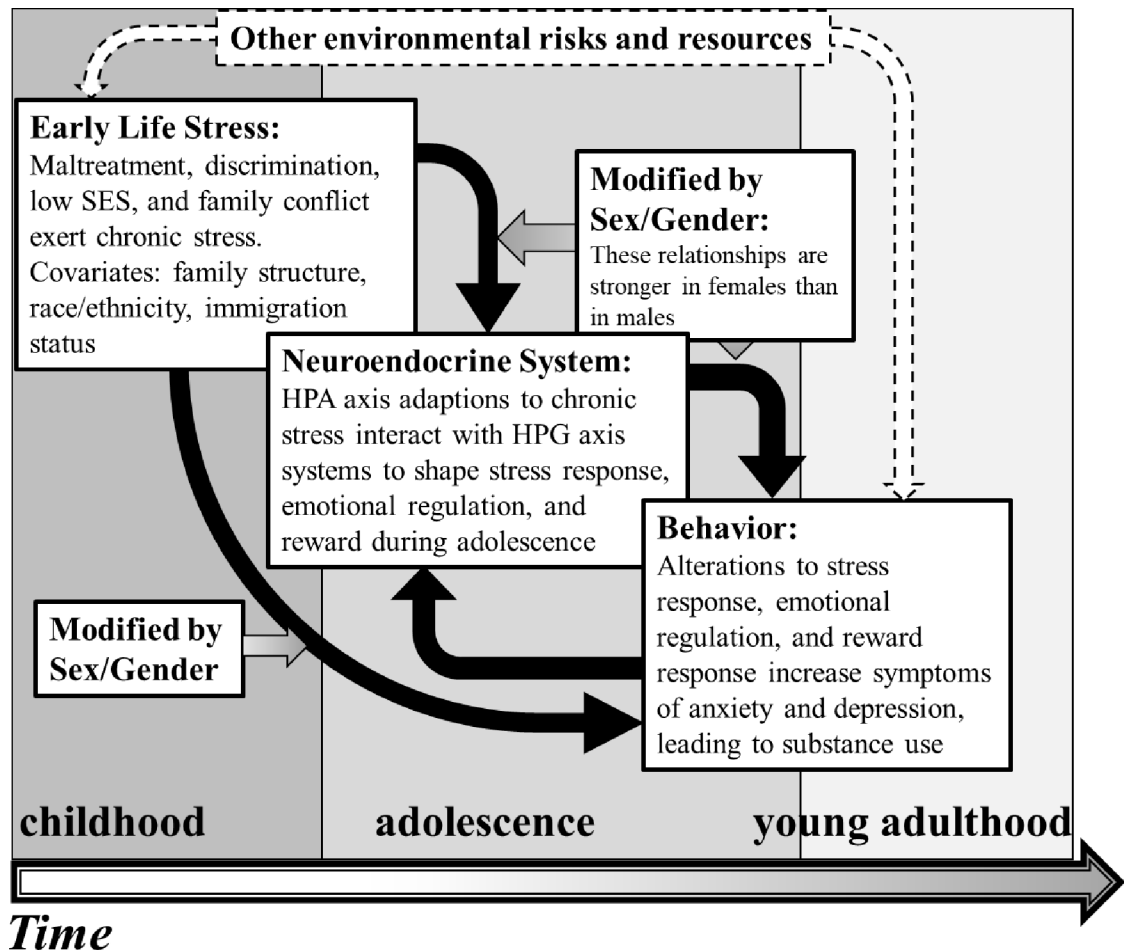 Other environmental risks and resources
Early Life Stress:
Maltreatment, discrimination,
low SES, and family conflict
exert chronic stress.
Covariates: family structure,
race/ethnicity, immigration
status
Modified by
Sex/Gender:
These relationships are
stronger in females than
in males
Neuroendocrine System:
HPA axis adaptions to chronic
stress interact with HPG axis
systems to shape stress response,
emotional regulation, and
reward during adolescence
Behavior:
Alterations to stress
response, emotional
regulation, and reward
response increase symptoms
of anxiety and depression,
leading to substance use
Modified by
Sex/Gender
childhood
adolescence
young adulthood
Time